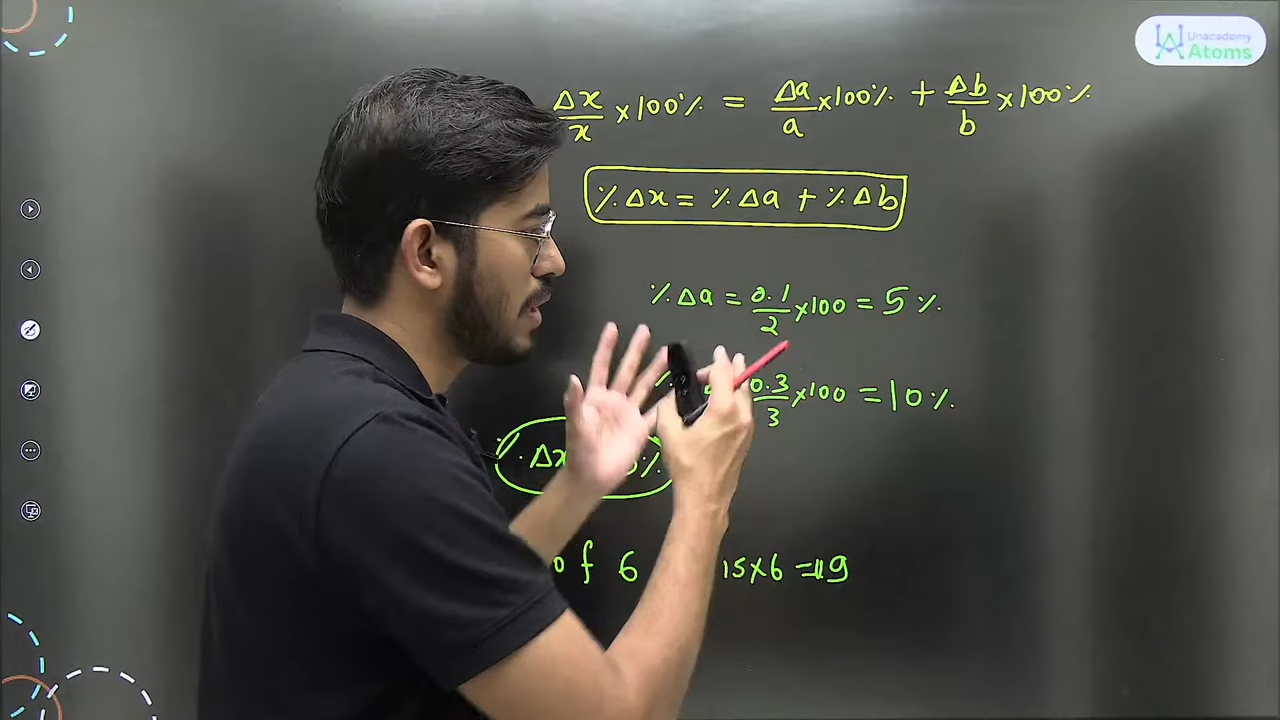 Unacademy
Atoms
Δx/x ×100% = Δa/a ×100% + Δb/b ×100%
%Δx = %Δa + %Δb
%Δa = 0.1/2 ×100 = 5%
0.3/3 ×100 = 10%
%Δx %
of 6 15×6 =